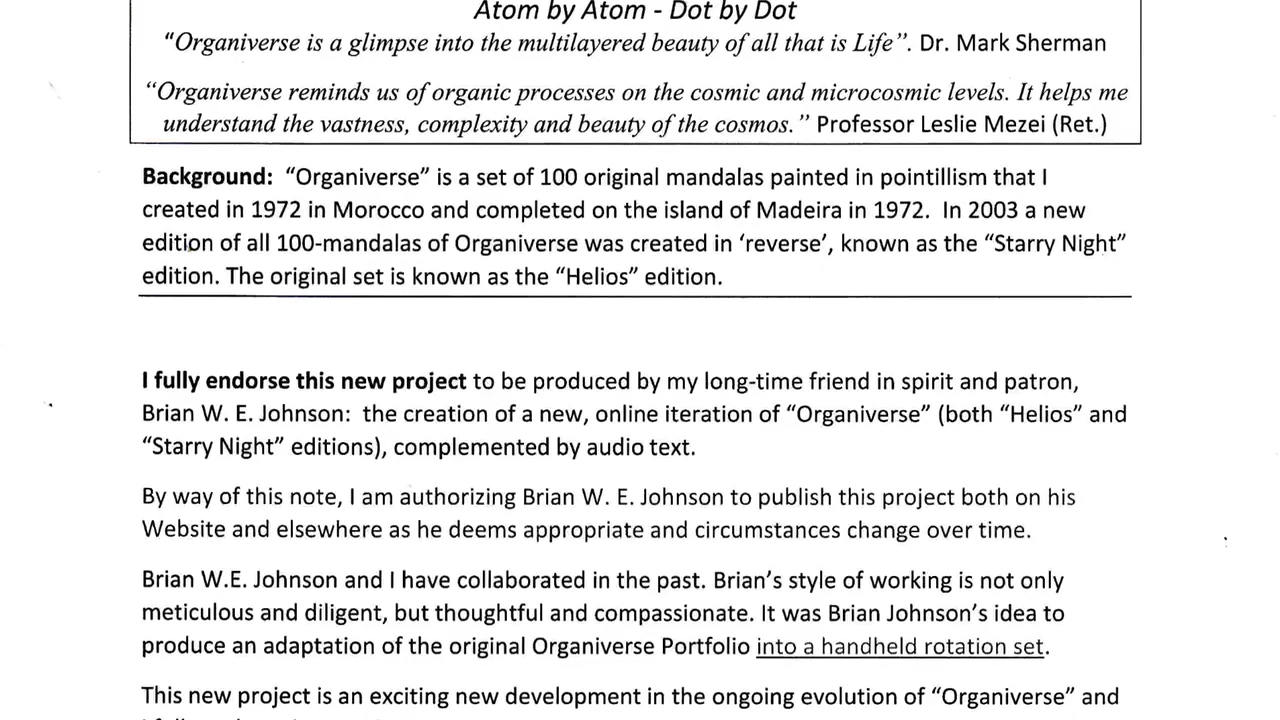 Atom by Atom - Dot by Dot
“Organiverse is a glimpse into the multilayered beauty of all that is Life”. Dr. Mark Sherman
“Organiverse reminds us of organic processes on the cosmic and microcosmic levels. It helps me
understand the vastness, complexity and beauty of the cosmos.” Professor Leslie Mezei (Ret.)
Background: “Organiverse” is a set of 100 original mandalas painted in pointillism that I
created in 1972 in Morocco and completed on the island of Madeira in 1972. In 2003 a new
edition of all 100-mandalas of Organiverse was created in ‘reverse’, known as the “Starry Night”
edition. The original set is known as the “Helios” edition.
I fully endorse this new project to be produced by my long-time friend in spirit and patron,
Brian W. E. Johnson: the creation of a new, online iteration of “Organiverse” (both “Helios” and
“Starry Night” editions), complemented by audio text.
By way of this note, I am authorizing Brian W. E. Johnson to publish this project both on his
Website and elsewhere as he deems appropriate and circumstances change over time.
Brian W.E. Johnson and I have collaborated in the past. Brian’s style of working is not only
meticulous and diligent, but thoughtful and compassionate. It was Brian Johnson’s idea to
produce an adaptation of the original Organiverse Portfolio into a handheld rotation set.
This new project is an exciting new development in the ongoing evolution of “Organiverse” and